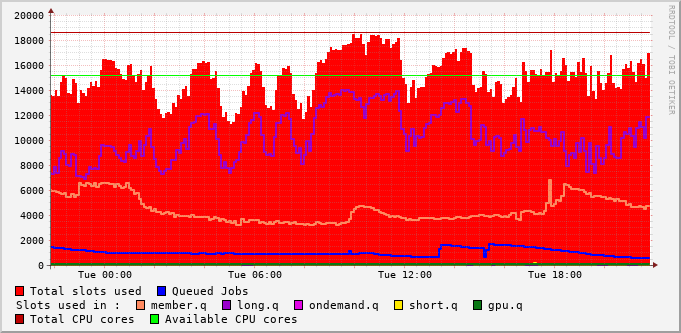 20000
18000
16000
14000
12000
10000
8000
6000
4000
2000
0
Tue 00:00 Tue 06:00 Tue 12:00 Tue 18:00
RRDTOOL / TOBI OETIKER
Total slots used Queued Jobs
Slots used in : member.q long.q ondemand.q short.q gpu.q
Total CPU cores Available CPU cores